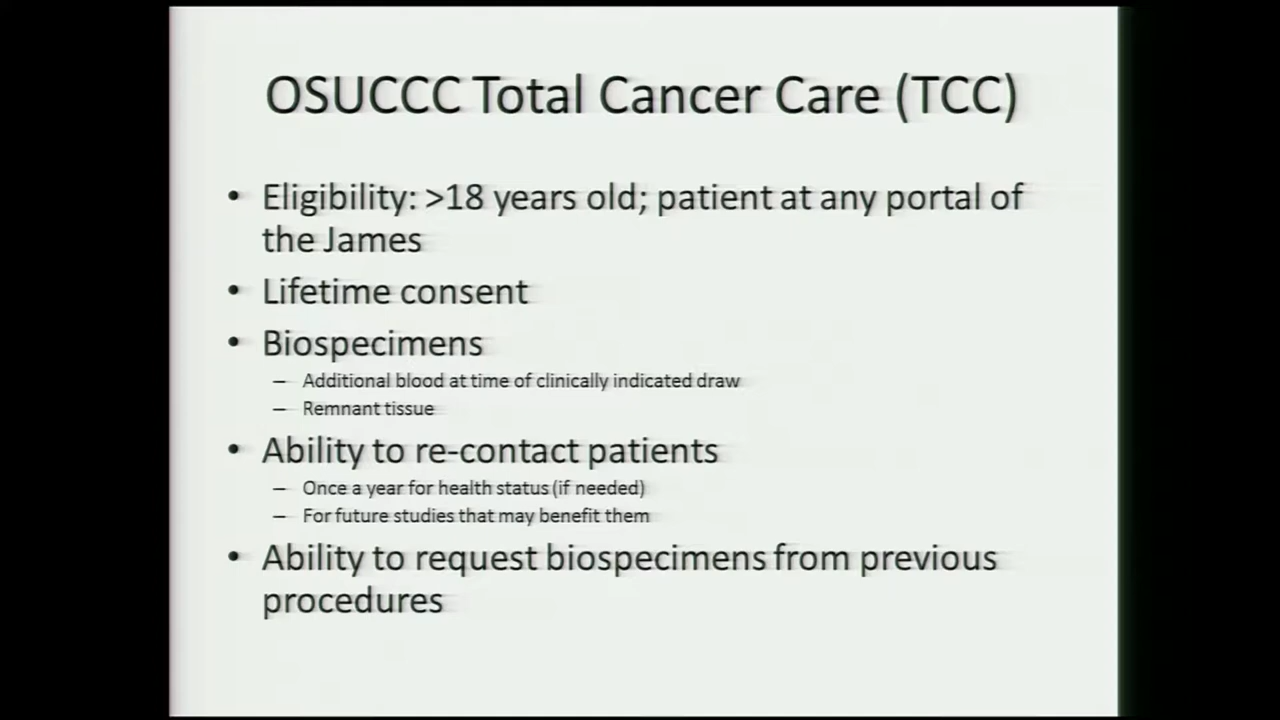 OSUCCC Total Cancer Care (TCC)
• Eligibility: >18 years old; patient at any portal of
the James
• Lifetime consent
• Biospecimens
– Additional blood at time of clinically indicated draw
– Remnant tissue
• Ability to re-contact patients
– Once a year for health status (if needed)
– For future studies that may benefit them
• Ability to request biospecimens from previous
procedures